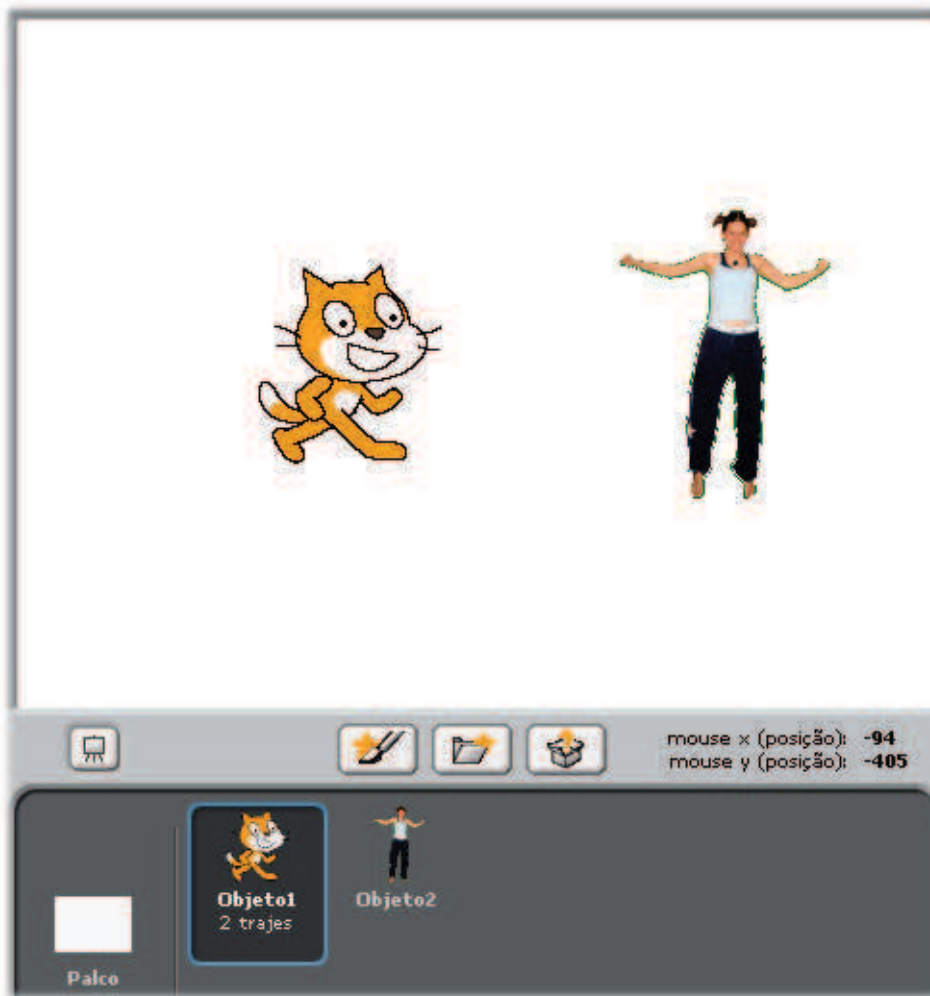 mouse x (posição): -94
mouse y (posição): -405
Objeto1
2 trajes
Objeto2
Palco